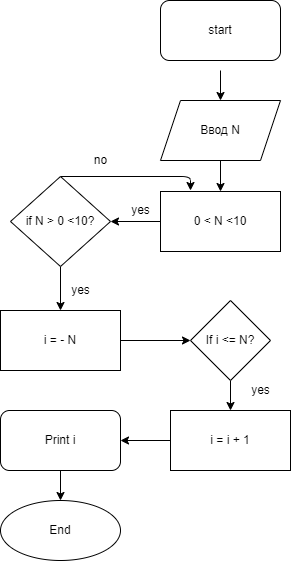 start
Ввод N
no
if N > 0 <10?
yes
0 < N <10
yes
i = - N
If i <= N?
yes
Print i
i = i + 1
End